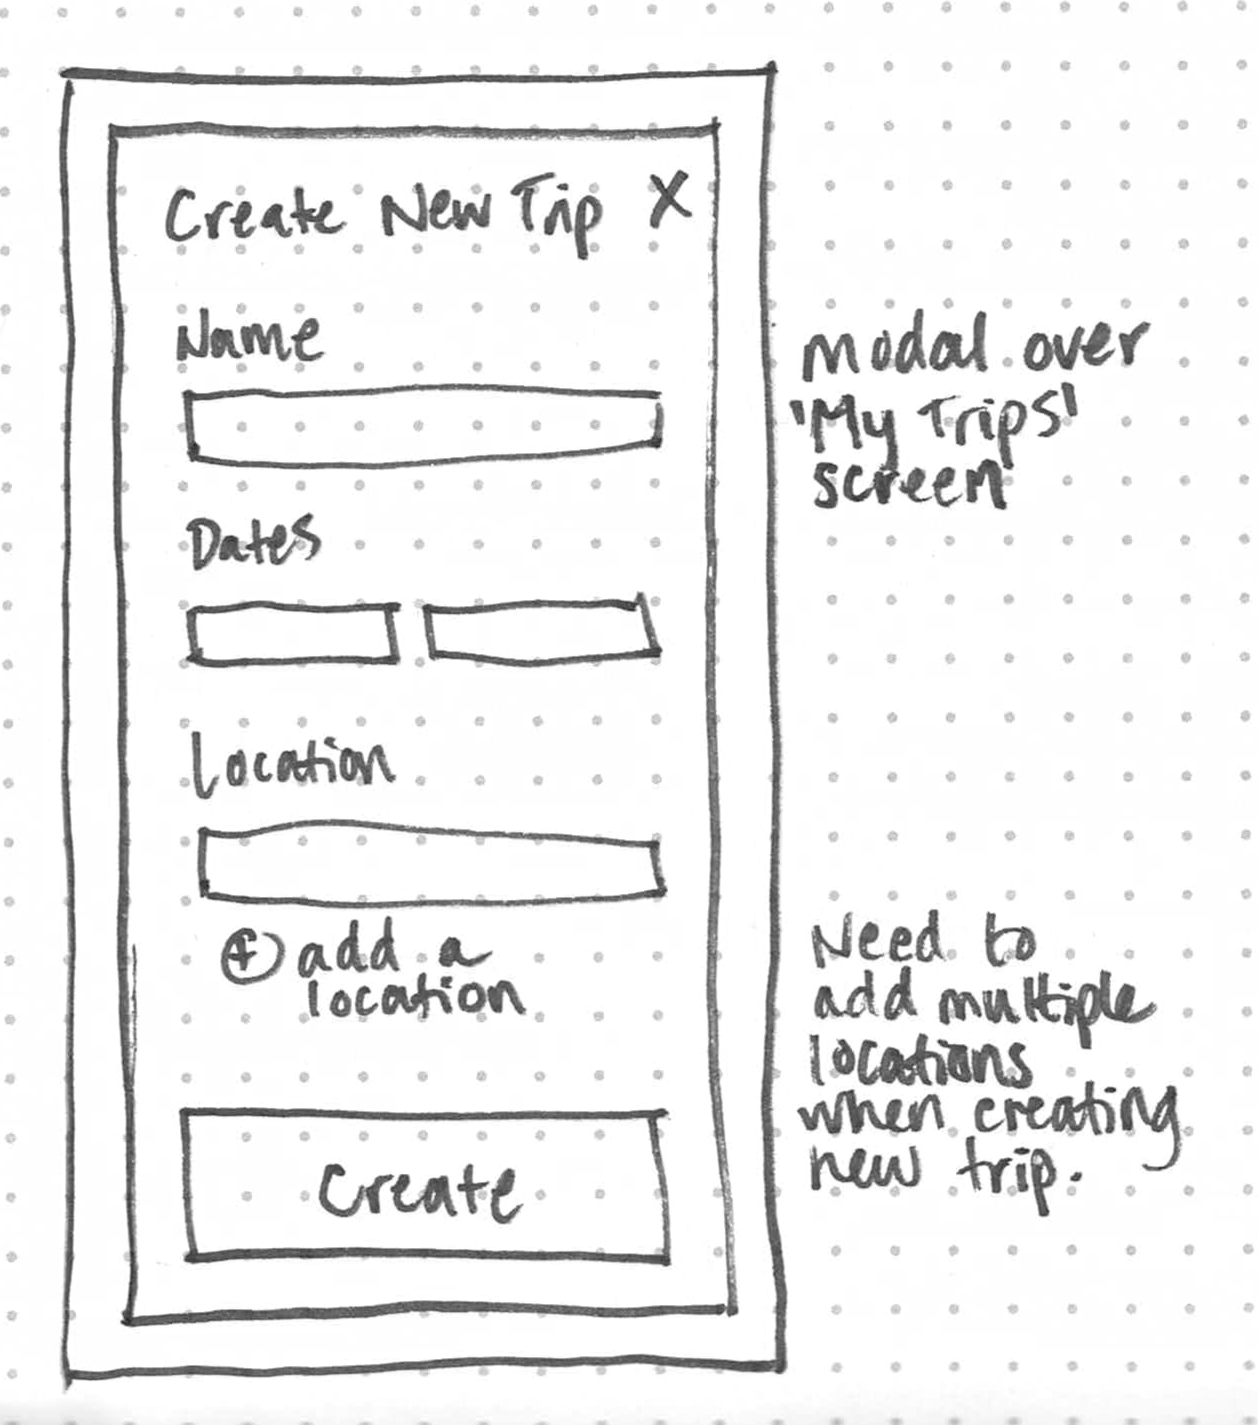 Create New Trip X
Name
modal over
'My Trips'
screen
Dates
Location
+ add a
location
Need to
add multiple
locations
when creating
new trip.
Create